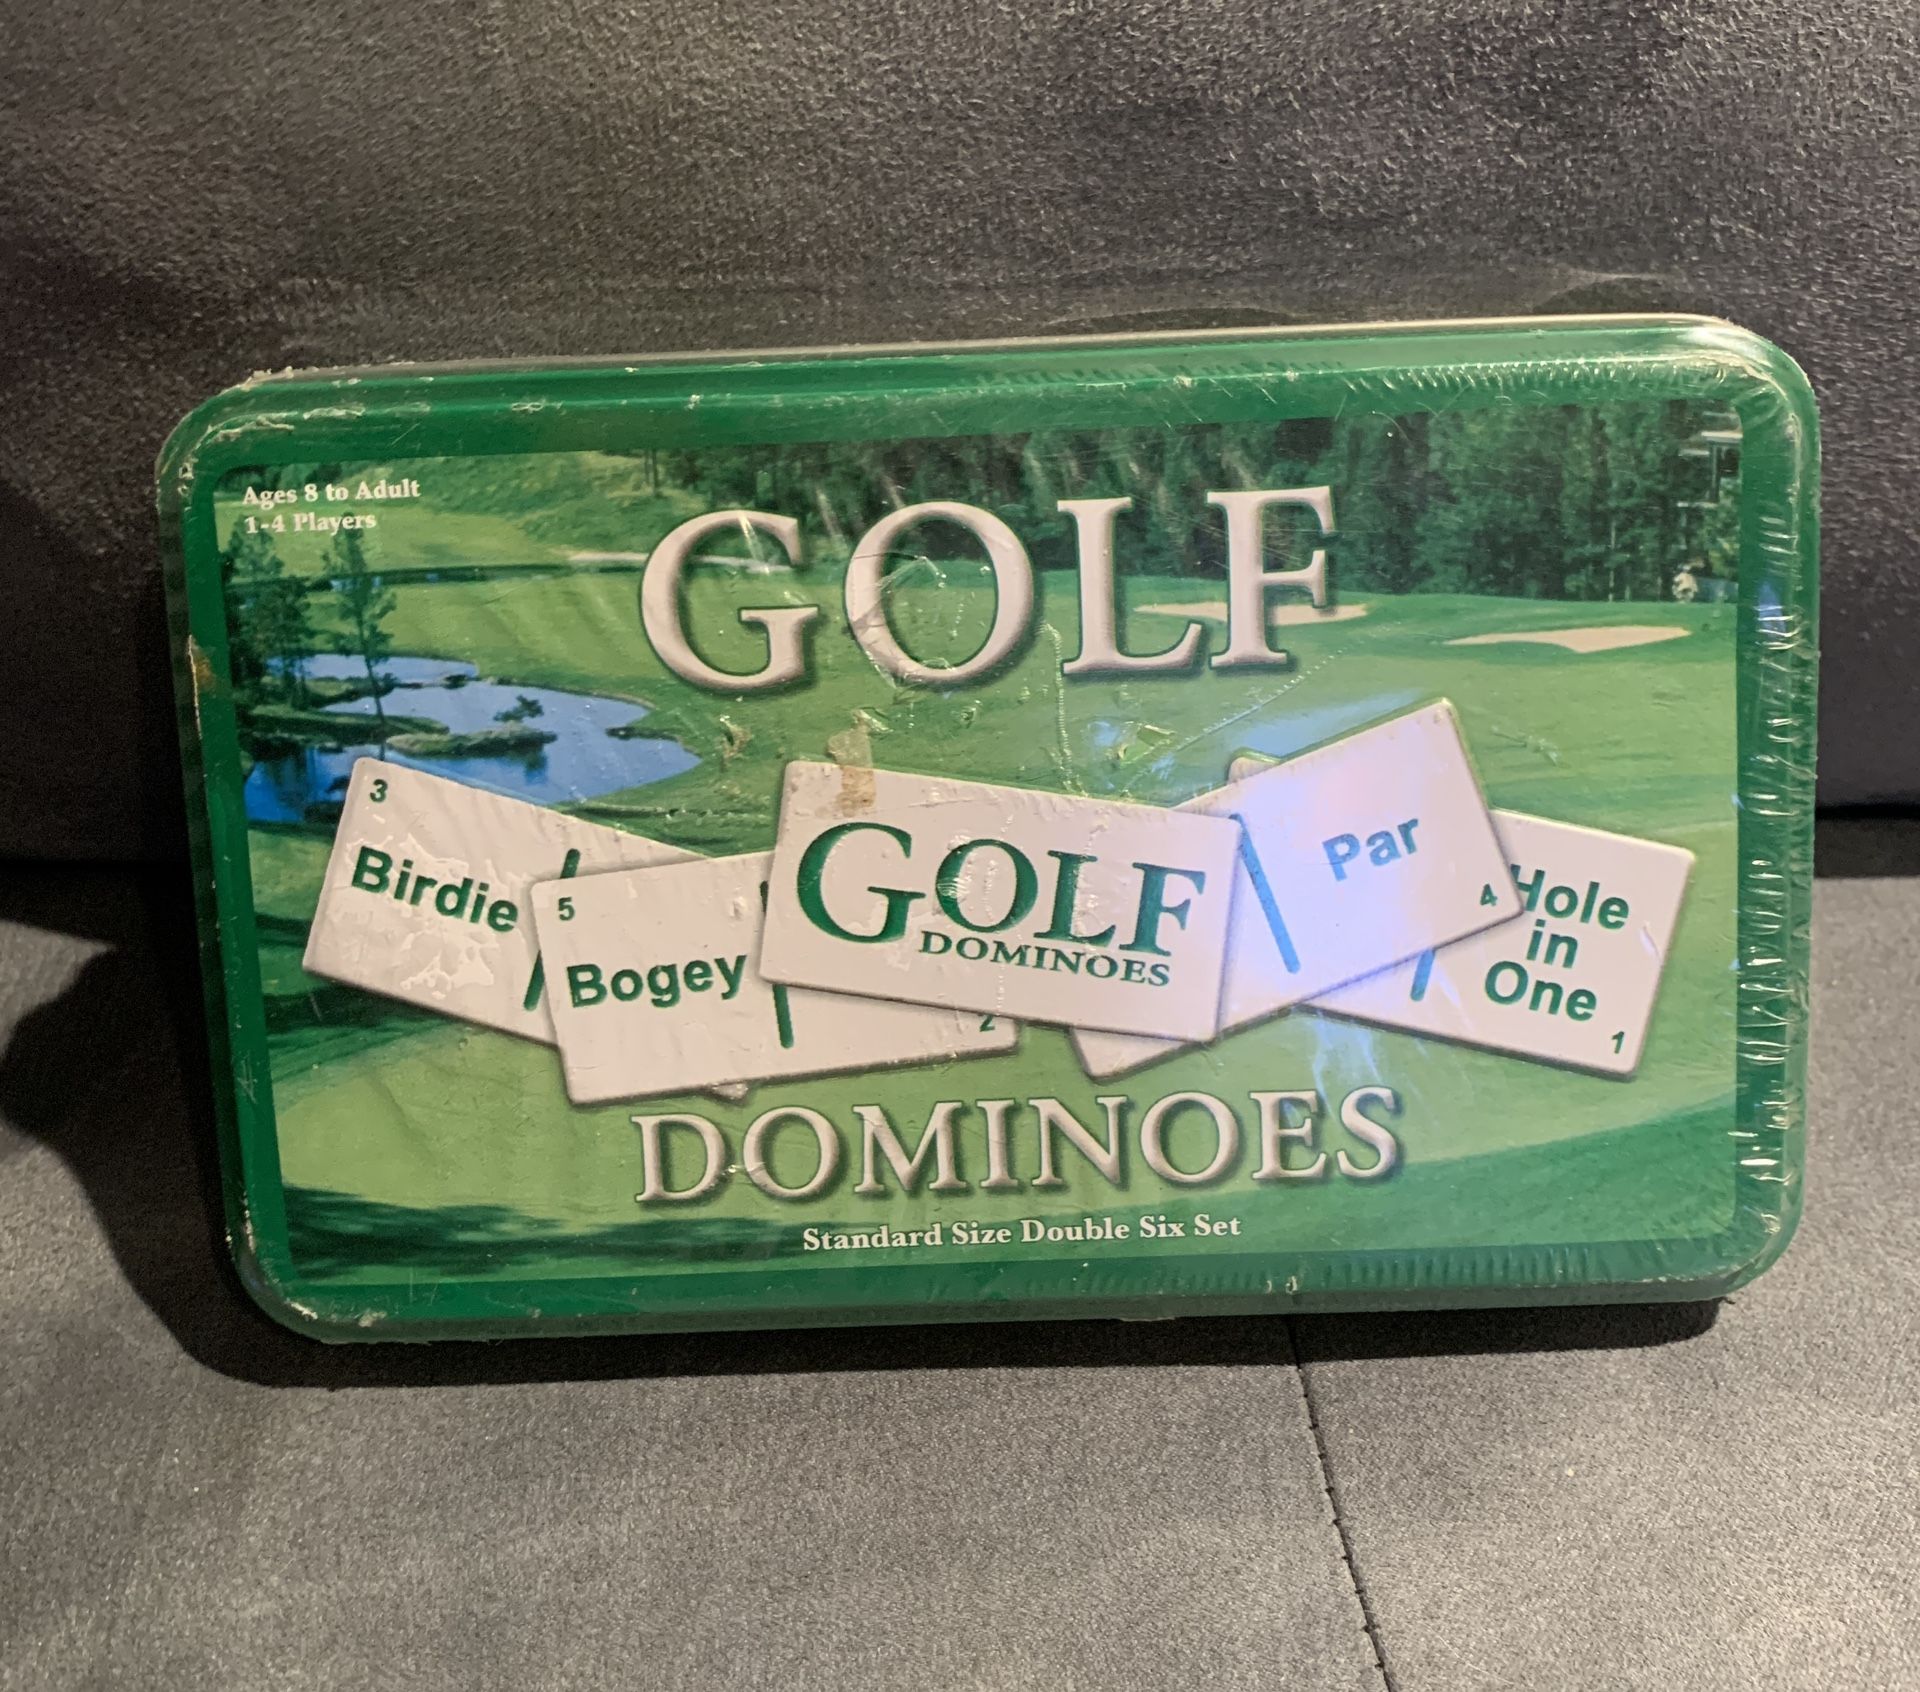 Ages 8 to Adult
1-4 Players
GOLF
3
Birdie
5
Bogey
2
GOLF
DOMINOES
Par
4
Hole
in
One
1
DOMINOES
Standard Size Double Six Set